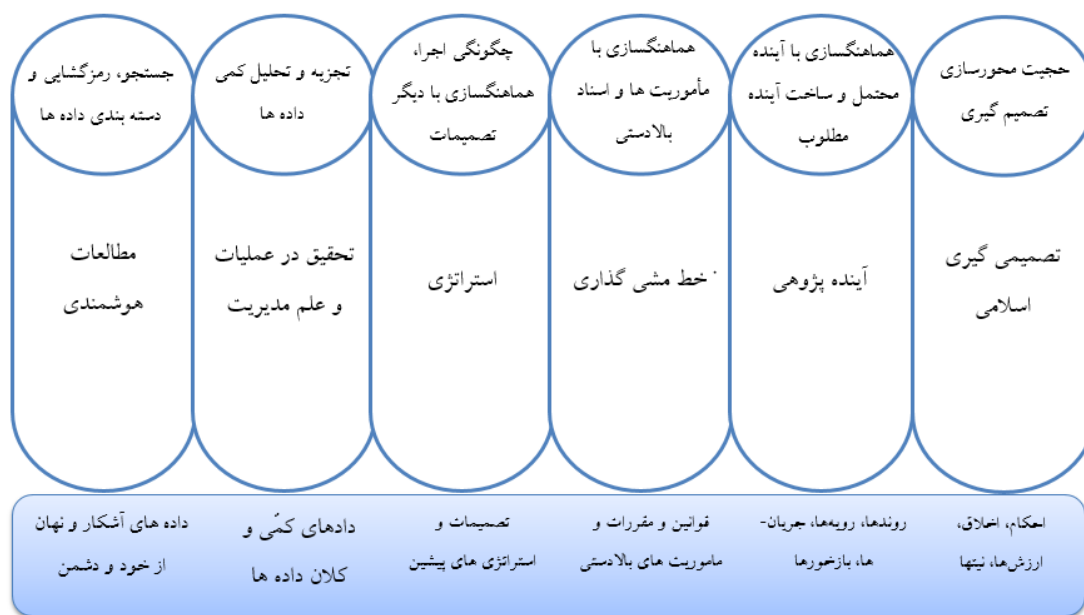 حجیت محورسازی
تصمیم گیری
هماهنگسازی با آینده
محتمل و ساخت آینده
مطلوب
هماهنگسازی با
مأموریت ها و اسناد
بالادستی
چگونگی اجرا،
هماهنگسازی با دیگر
تصمیمات
تجزیه و تحلیل کمی
داده ها
جستجو، رمزگشایی و
دسته بندی داده ها
تصمیمی گیری
اسلامی
آینده پژوهی
خط مشی گذاری
استراتژی
تحقیق در عملیات
و علم مدیریت
مطالعات
هوشمندی
احکام، اخلاق،
ارزش‌ها، نیتها
روندها، رویه‌ها، جریان-
ها، بازخورها
قوانین و مقررات و
ماموریت های بالادستی
تصمیمات و
استراتژی های پیشین
دادهای کمّی و
کلان داده ها
داده های آشکار و نهان
از خود و دشمن